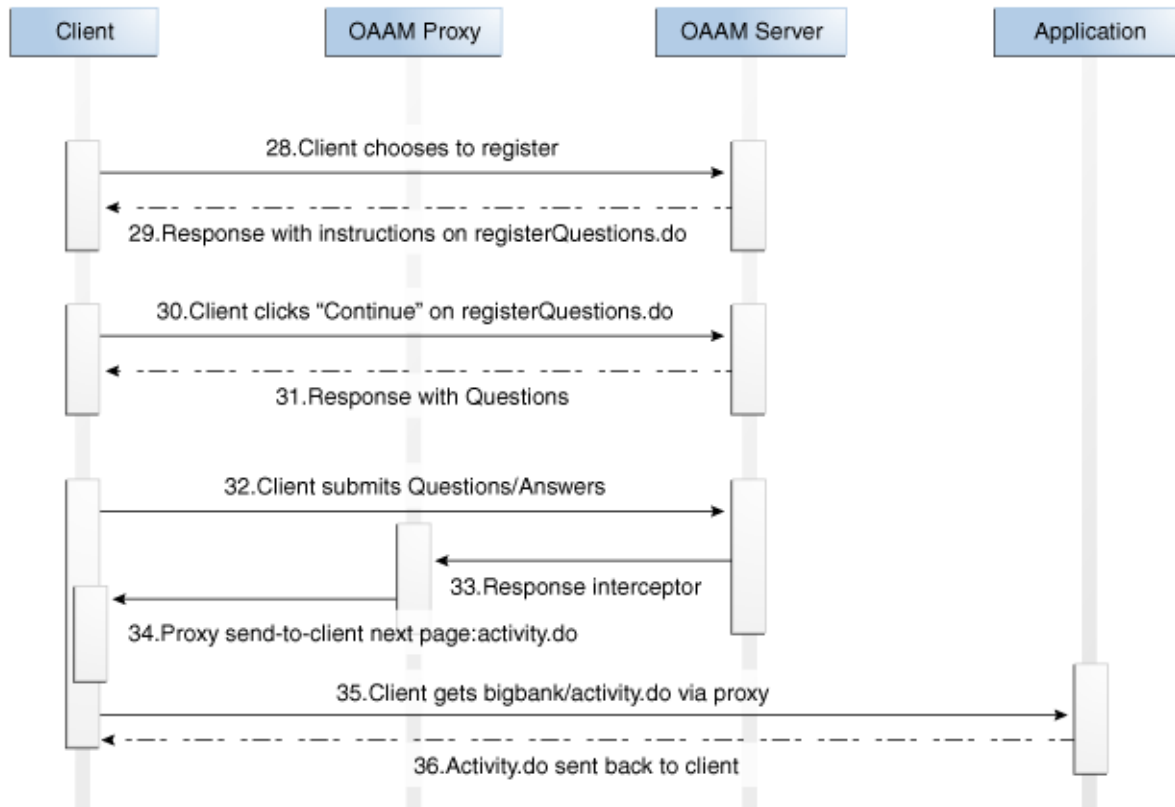 Client
OAAM Proxy
OAAM Server
Application
28.Client chooses to register
29.Response with instructions on registerQuestions.do
30.Client clicks “Continue” on registerQuestions.do
31.Response with Questions
32.Client submits Questions/Answers
33.Response interceptor
34.Proxy send-to-client next page:activity.do
35.Client gets bigbank/activity.do via proxy
36.Activity.do sent back to client